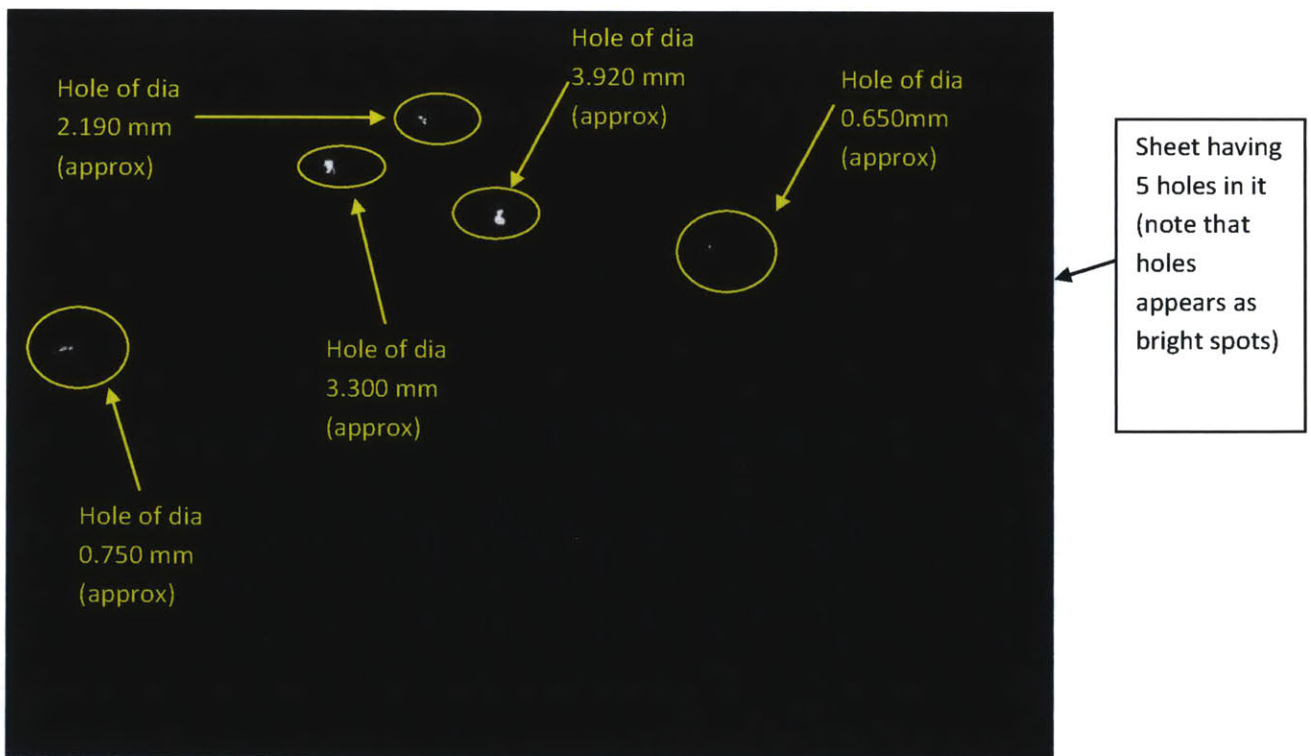 Hole of dia
2.190 mm
(approx)
Hole of dia
3.920 mm
(approx)
Hole of dia
0.650mm
(approx)
Sheet having
5 holes in it
(note that
holes
appears as
bright spots)
Hole of dia
3.300 mm
(approx)
Hole of dia
0.750 mm
(approx)